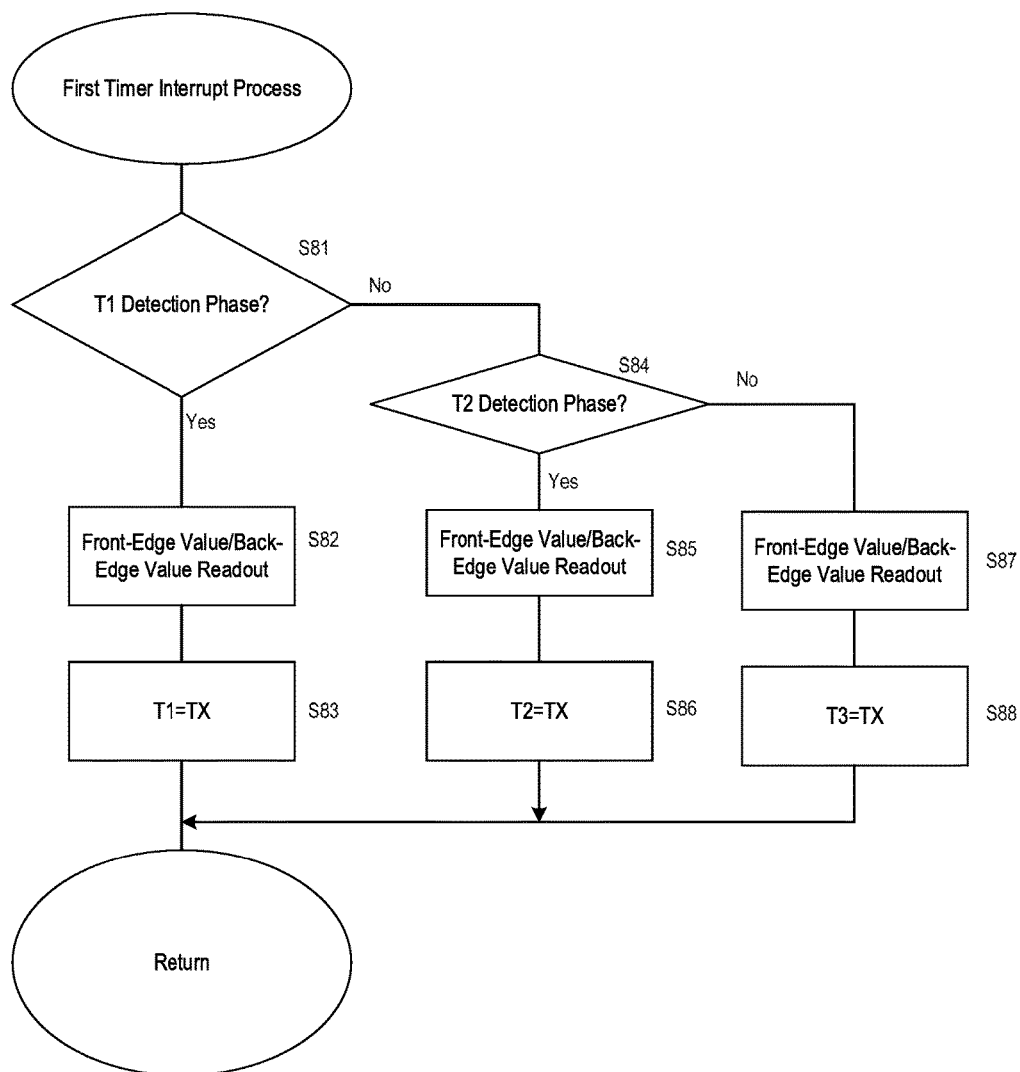 First Timer Interrupt Process
S81
T1 Detection Phase?
No
S84
No
T2 Detection Phase?
Yes
Yes
Front-Edge Value/Back-
Edge Value Readout
S82
Front-Edge Value/Back-
Edge Value Readout
S85
Front-Edge Value/Back-
Edge Value Readout
S87
T1=TX
S83
T2=TX
S86
T3=TX
S88
Return